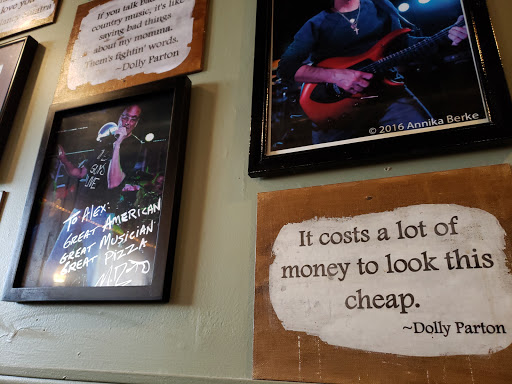 If you talk bad
country music, it's like
saying bad things
about my momma.
Them's fightin' words.
~Dolly Parton
© 2016 Annika Berke
To Alex:
Great American
Great Musician
Great Pizza
It costs a lot of
money to look this
cheap.
~Dolly Parton